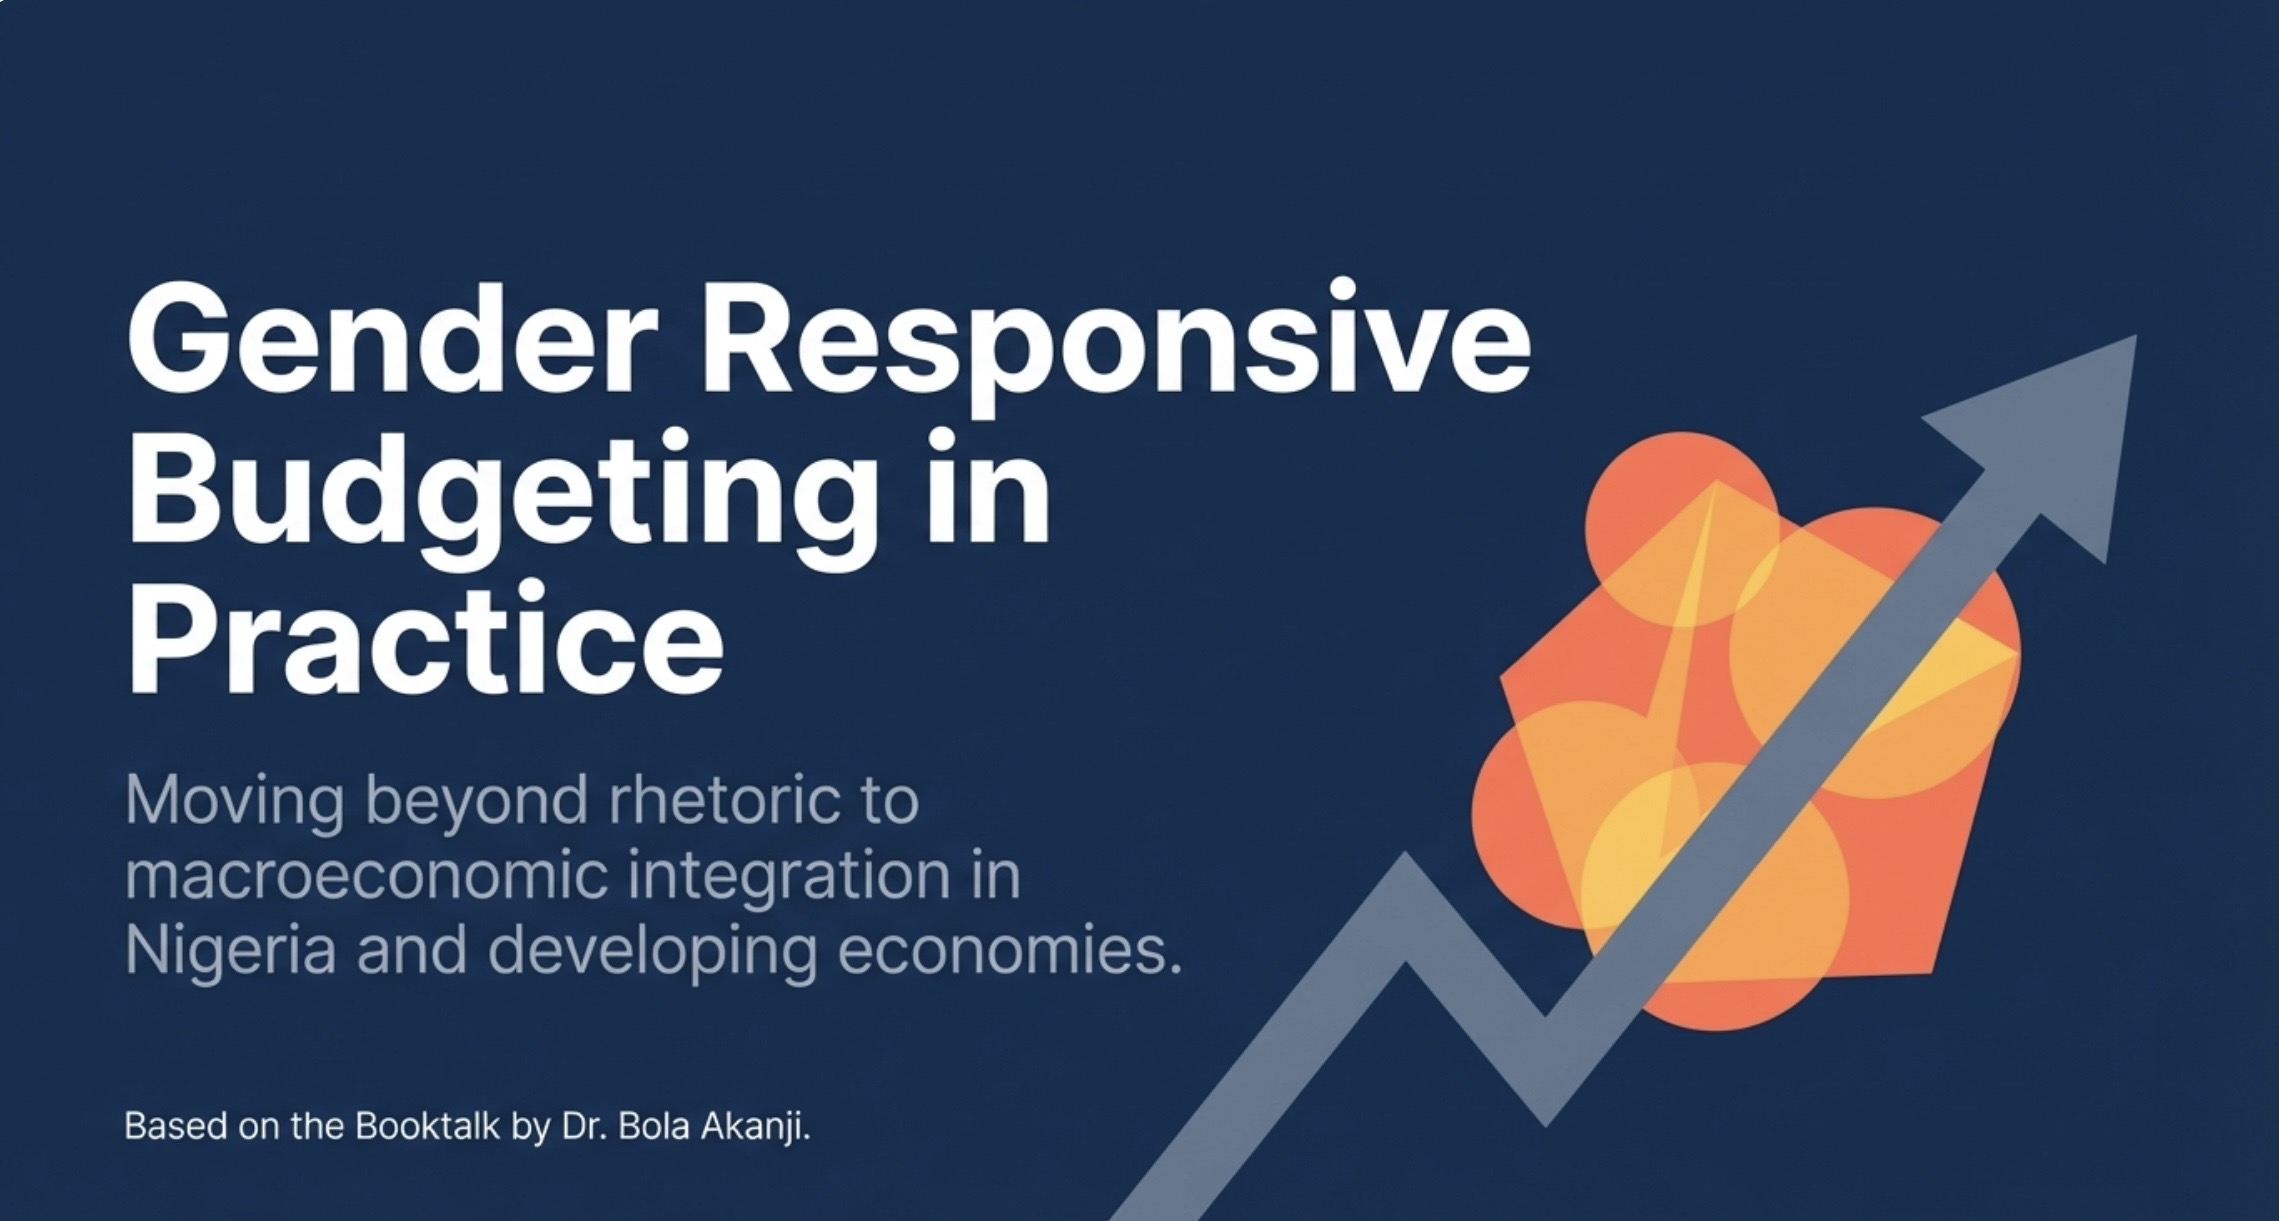 Gender Responsive
Budgeting in
Practice
Moving beyond rhetoric to
macroeconomic integration in
Nigeria and developing economies.
Based on the Booktalk by Dr. Bola Akanji.